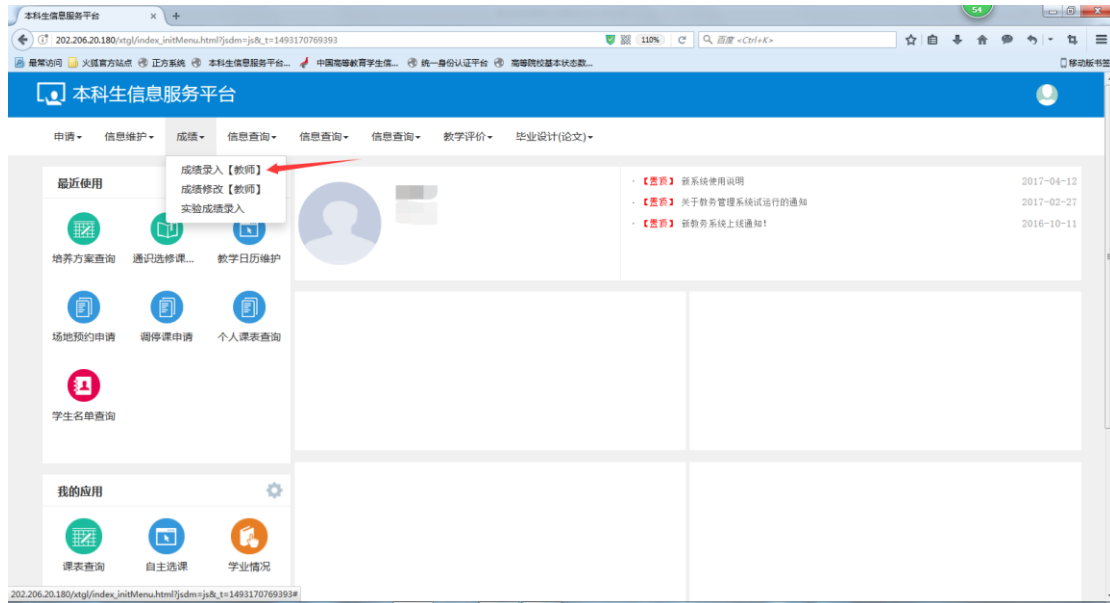 本科生信息服务平台 × +
54
202.206.20.180/xtgl/index_initMenu.html?jsdm=js&_t=1493170769393 110% 百度 <Ctrl+K>
最常访问 火狐官方站点 正方系统 本科生信息服务平台... 中国高等教育学生信... 统一身份认证平台 高等院校基本状态数... 移动版书签
本科生信息服务平台
申请 信息维护 成绩 信息查询 信息查询 信息查询 教学评价 毕业设计(论文)
成绩录入【教师】
成绩修改【教师】
实验成绩录入
最近使用
培养方案查询 通识选修课... 教学日历维护
场地预约申请 调停课申请 个人课表查询
学生名单查询
【置顶】 新系统使用说明 2017-04-12
【置顶】 关于教务管理系统试运行的通知 2017-02-27
【置顶】 新教务系统上线通知! 2016-10-11
我的应用
课表查询 自主选课 学业情况
202.206.20.180/xtgl/index_initMenu.html?jsdm=js&_t=1493170769393#